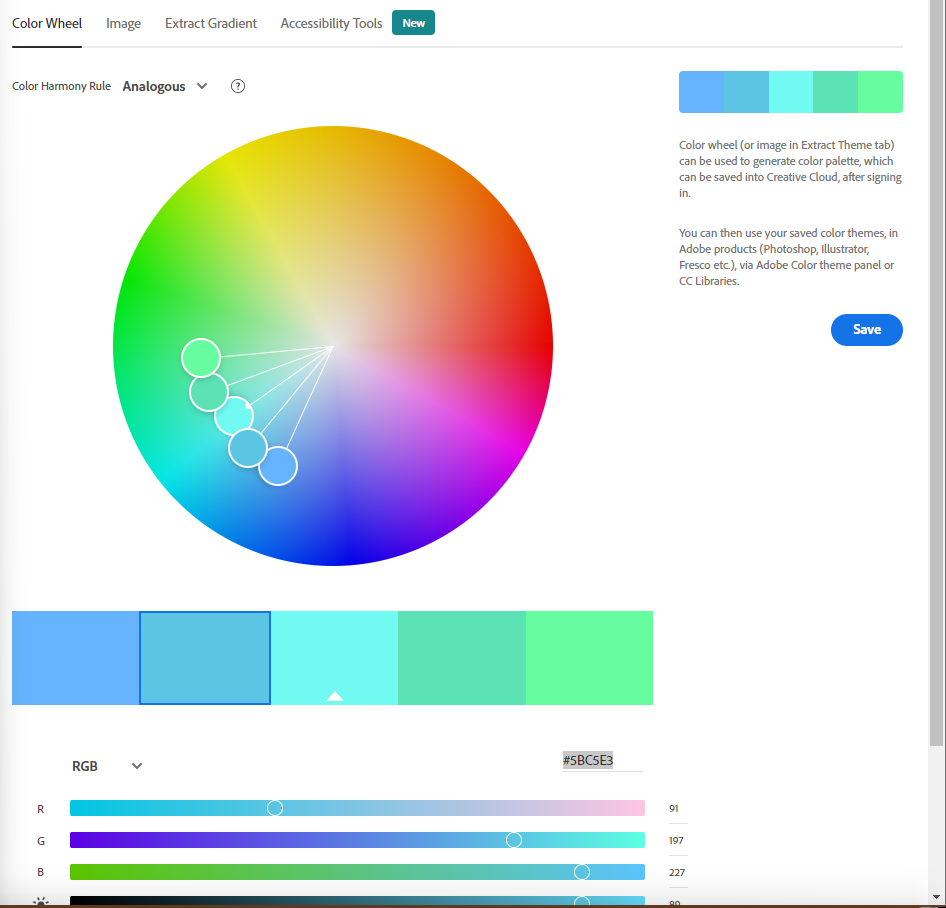 Color Wheel Image Extract Gradient Accessibility Tools New
Color Harmony Rule Analogous ?
Color wheel (or image in Extract Theme tab)
can be used to generate color palette, which
can be saved into Creative Cloud, after signing
in.
You can then use your saved color themes, in
Adobe products (Photoshop, Illustrator,
Fresco etc.), via Adobe Color theme panel or
CC Libraries.
Save
RGB #5BC5E3
R 91
G 197
B 227
89